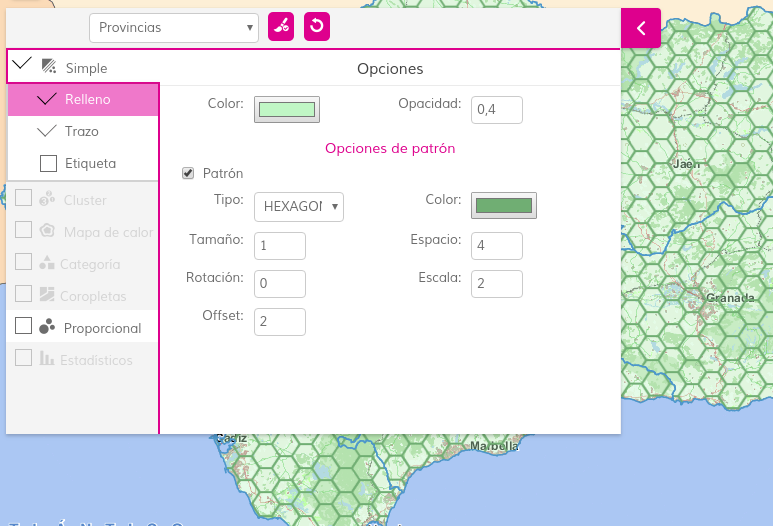 Provincias
Simple
Opciones
Relleno
Color:
Opacidad:
0,4
Trazo
Opciones de patrón
Etiqueta
Patrón
Cluster
Tipo:
HEXAGON
Color:
Mapa de calor
Tamaño:
1
Espacio:
4
Categoría
Rotación:
0
Escala:
2
Coropletas
Offset:
2
Proporcional
Estadísticos
Jaén
Granada
Cádiz
Marbella